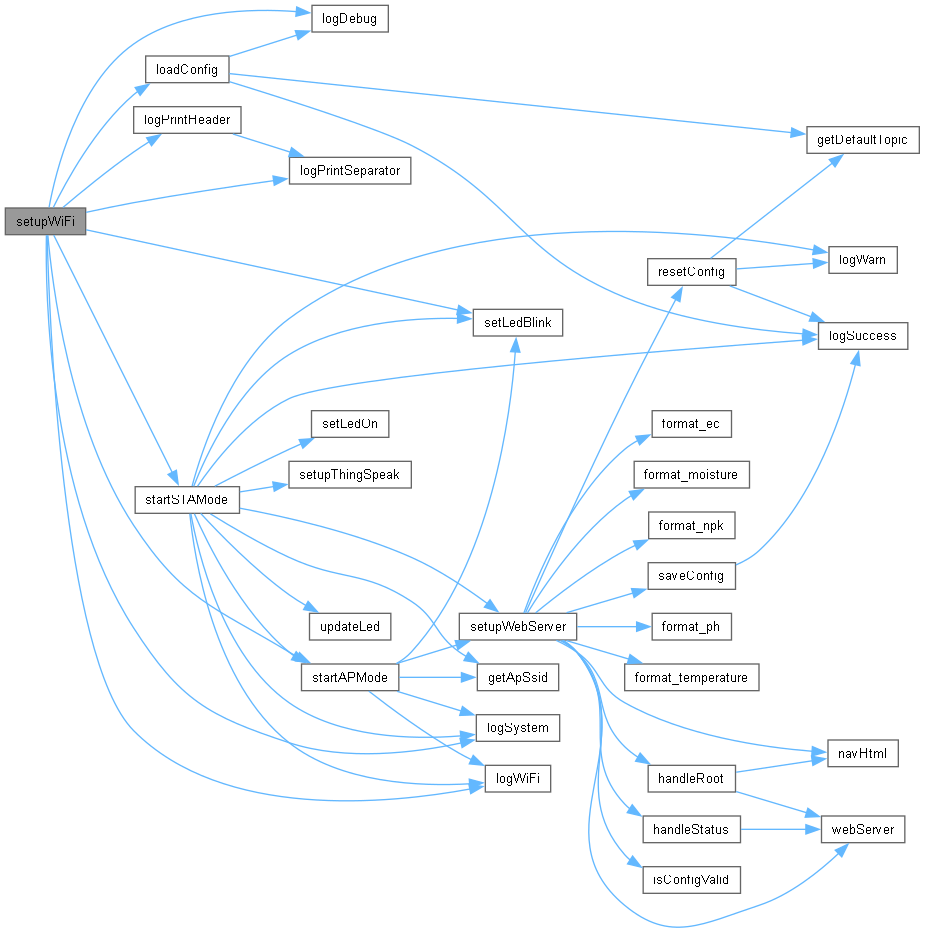 logDebug
loadConfig
logPrintHeader
getDefaultTopic
logPrintSeparator
setupWiFi
logWarn
resetConfig
setLedBlink
logSuccess
setLedOn
format_ec
setupThingSpeak
format_moisture
startSTAMode
format_npk
saveConfig
updateLed
setupWebServer
format_ph
startAPMode
getApSsid
format_temperature
logSystem
navHtml
logWiFi
handleRoot
handleStatus
webServer
isConfigValid